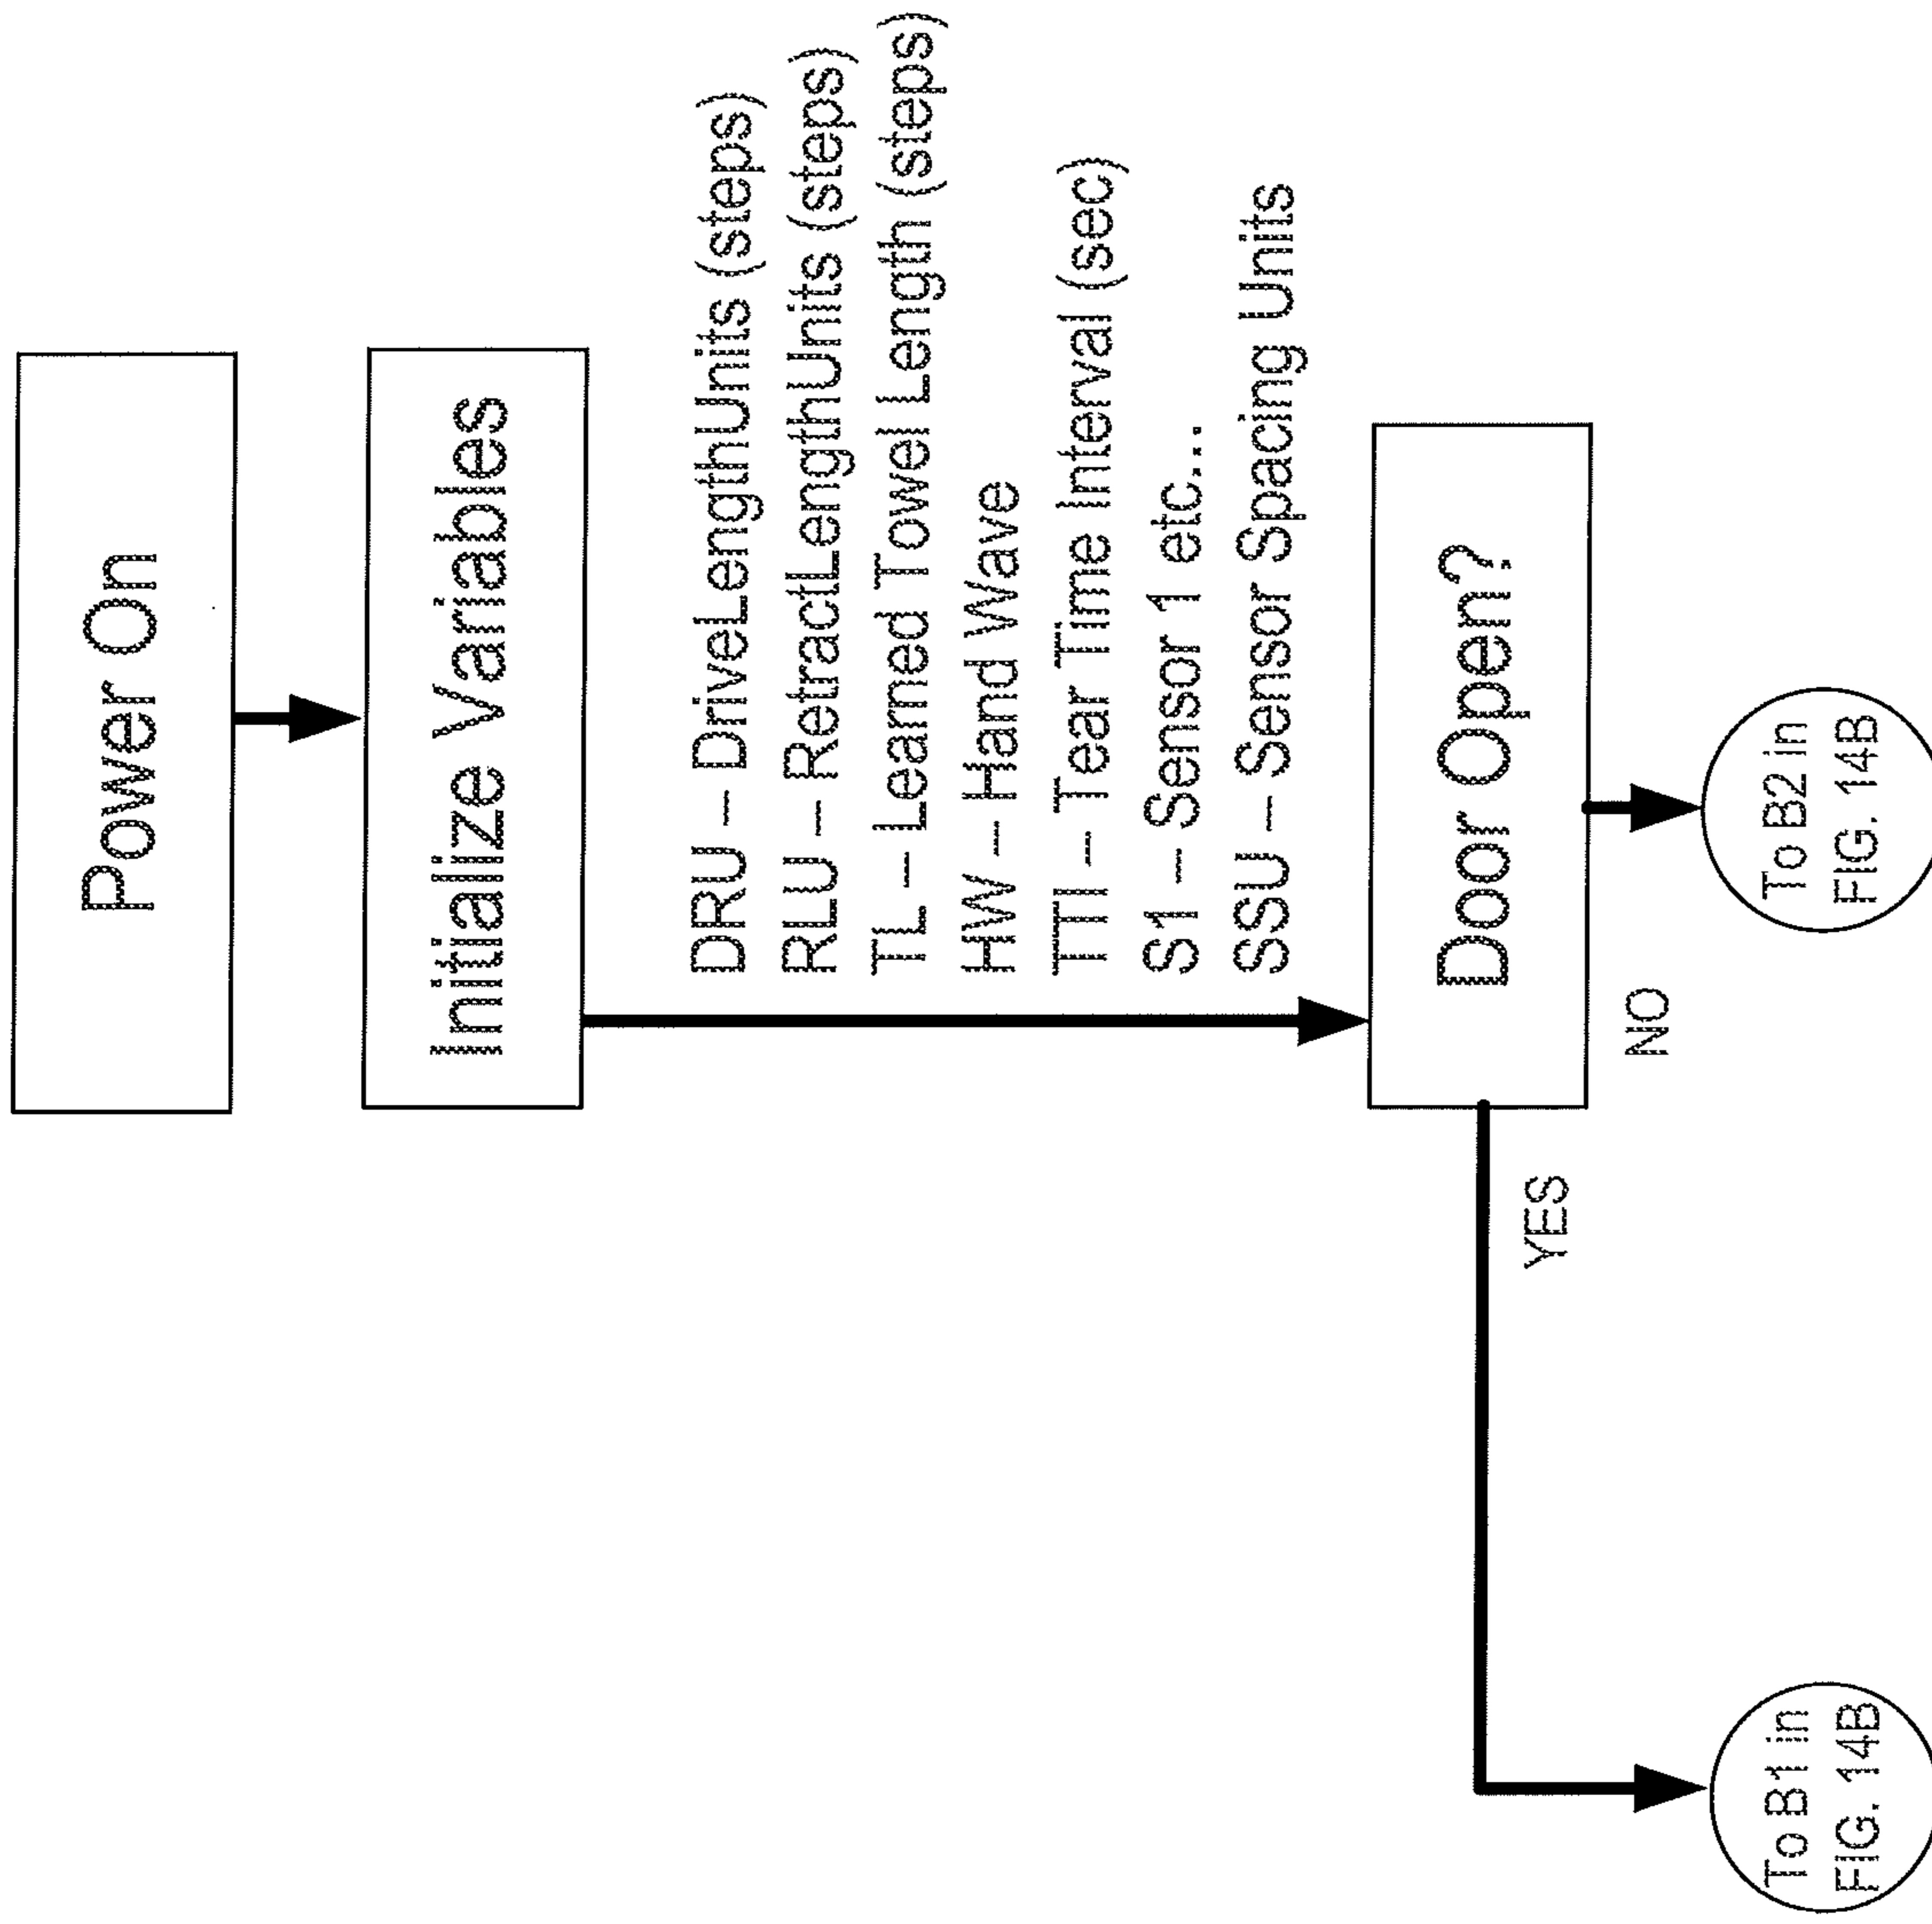 Power On
Initialize Variables
DRU – DriveLengthUnits (steps)
RLU – RetractLengthUnits (steps)
TL – Learned Towel Length (steps)
HW – Hand Wave
TTI – Tear Time Interval (sec)
S1 – Sensor 1 etc...
SSU – Sensor Spacing Units
Door Open?
YES
NO
To B1 in
FIG. 14B
To B2 in
FIG. 14B